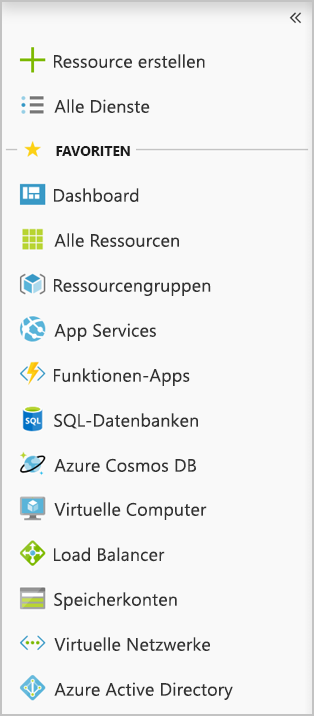 «
Ressource erstellen
Alle Dienste
FAVORITEN
Dashboard
Alle Ressourcen
Ressourcengruppen
App Services
Funktionen-Apps
SQL SQL-Datenbanken
Azure Cosmos DB
Virtuelle Computer
Load Balancer
Speicherkonten
Virtuelle Netzwerke
Azure Active Directory